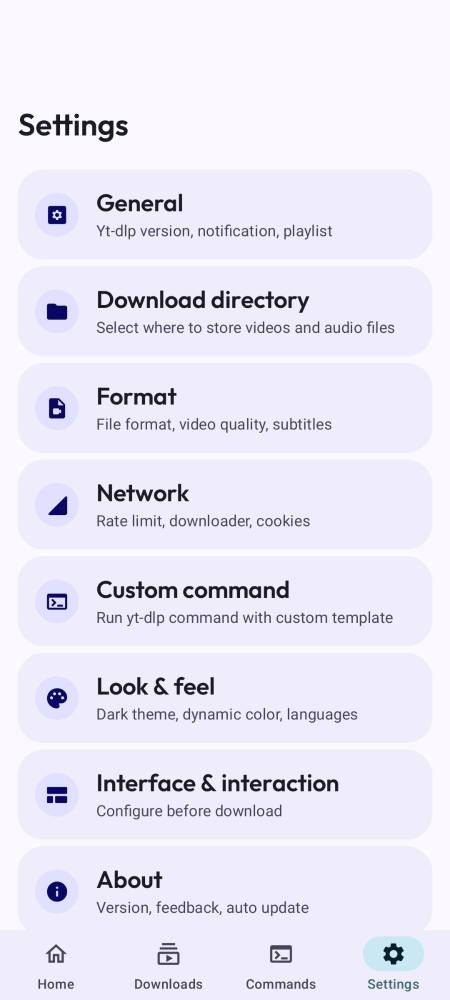 Settings
General
Yt-dlp version, notification, playlist
Download directory
Select where to store videos and audio files
Format
File format, video quality, subtitles
Network
Rate limit, downloader, cookies
Custom command
Run yt-dlp command with custom template
Look & feel
Dark theme, dynamic color, languages
Interface & interaction
Configure before download
About
Version, feedback, auto update
Home Downloads Commands Settings